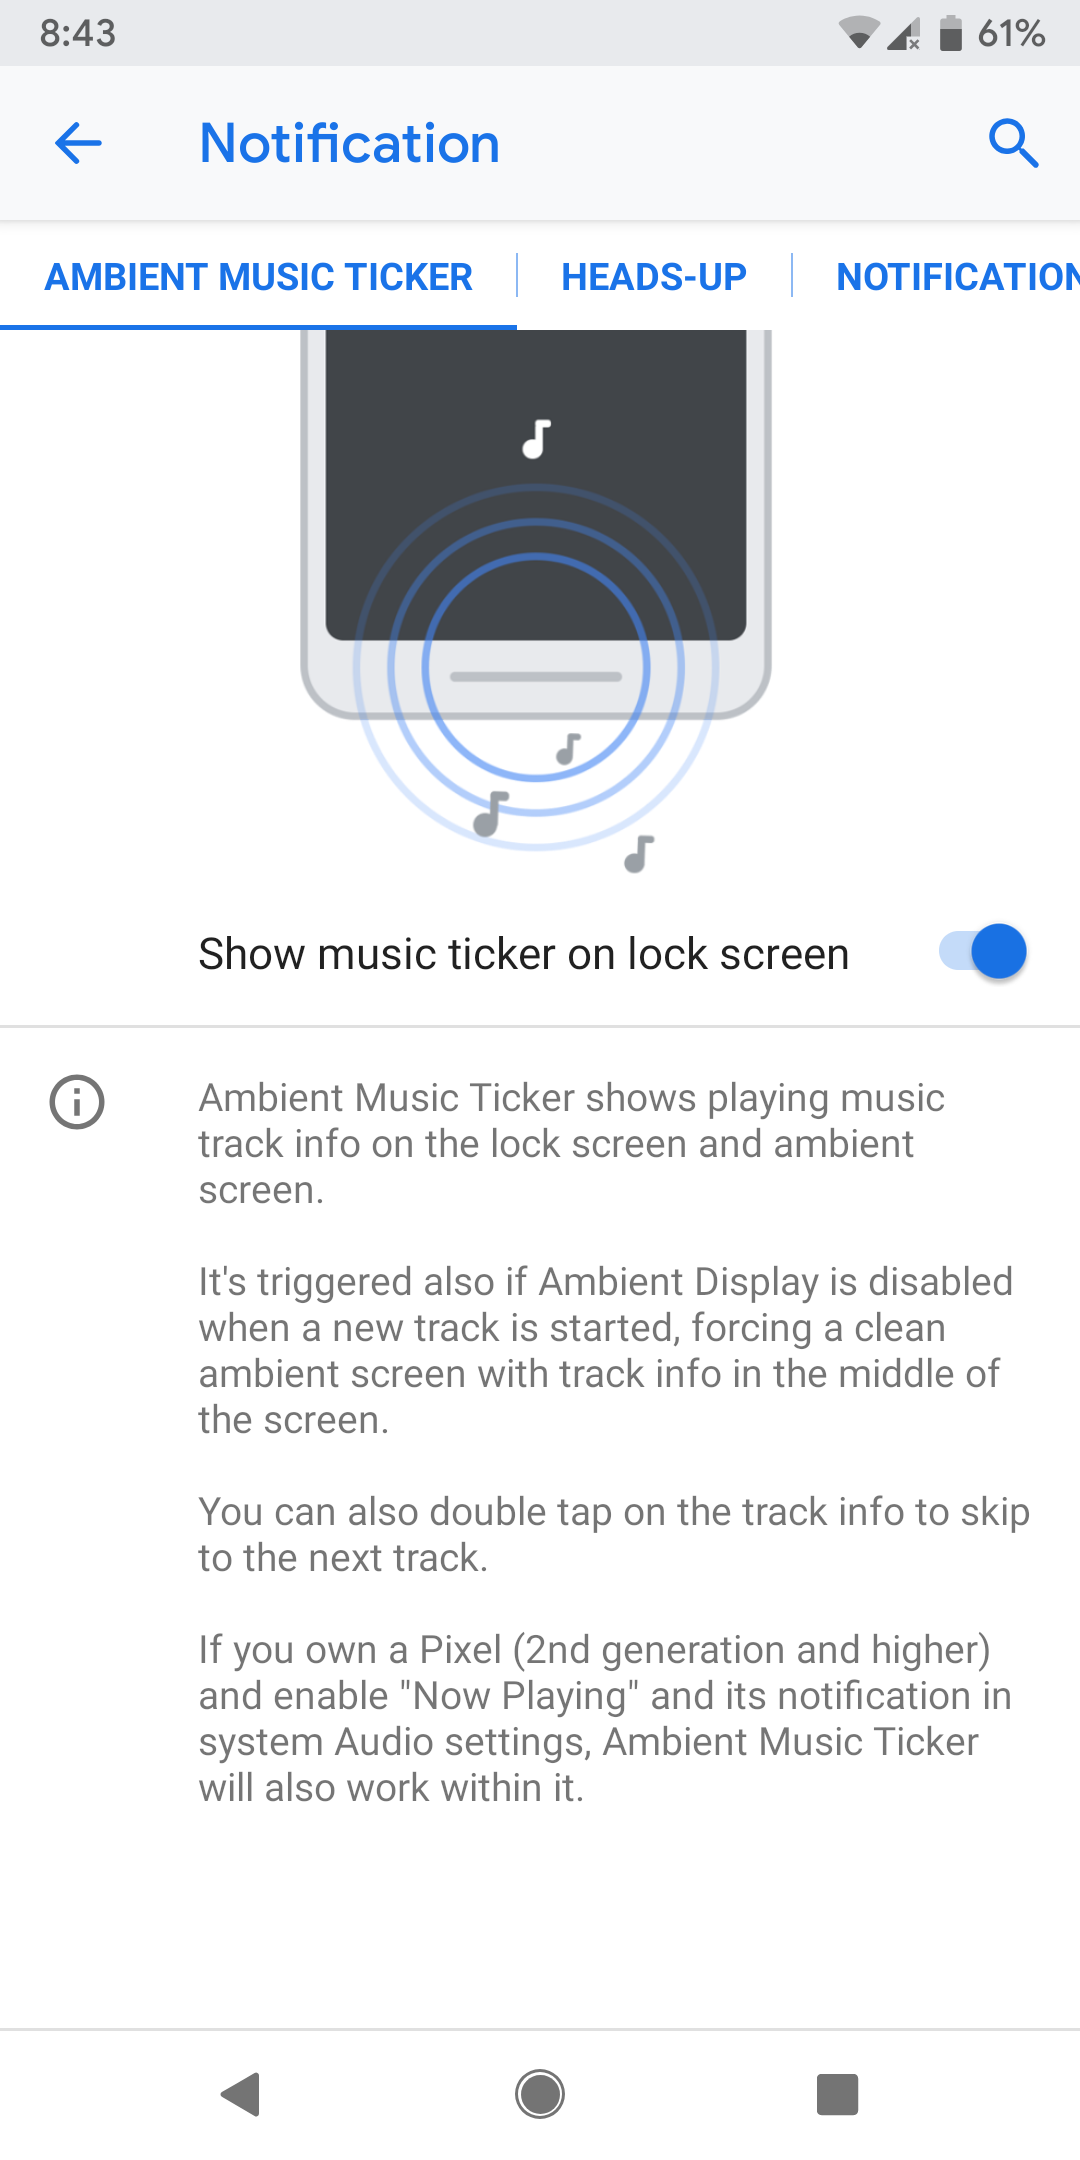 8:43
61%
Notification
AMBIENT MUSIC TICKER
HEADS-UP
NOTIFICATION
Show music ticker on lock screen
Ambient Music Ticker shows playing music
track info on the lock screen and ambient
screen.
It's triggered also if Ambient Display is disabled
when a new track is started, forcing a clean
ambient screen with track info in the middle of
the screen.
You can also double tap on the track info to skip
to the next track.
If you own a Pixel (2nd generation and higher)
and enable "Now Playing" and its notification in
system Audio settings, Ambient Music Ticker
will also work within it.